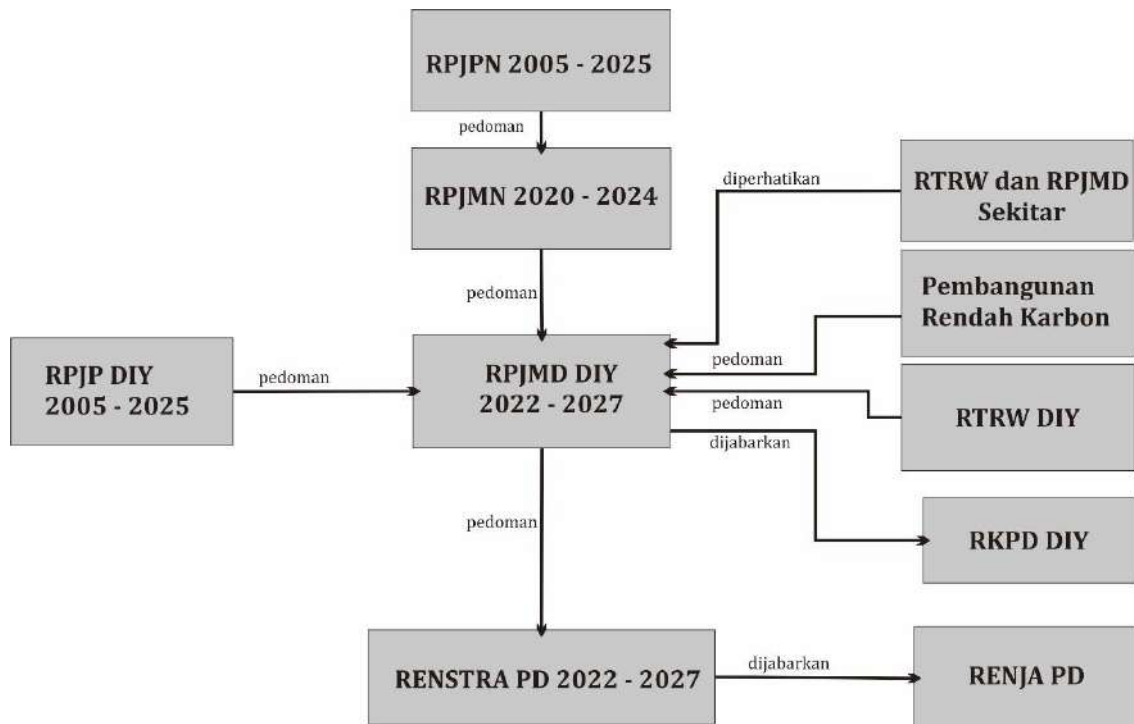 RPJPN 2005 - 2025
pedoman
RPJMN 2020 - 2024
diperhatikan
RTRW dan RPJMD
Sekitar
pedoman
Pembangunan
Rendah Karbon
RPJP DIY
2005 - 2025
pedoman
RPJMD DIY
2022 - 2027
pedoman
pedoman
RTRW DIY
dijabarkan
pedoman
RKPD DIY
RENSTRA PD 2022 - 2027
dijabarkan
RENJA PD